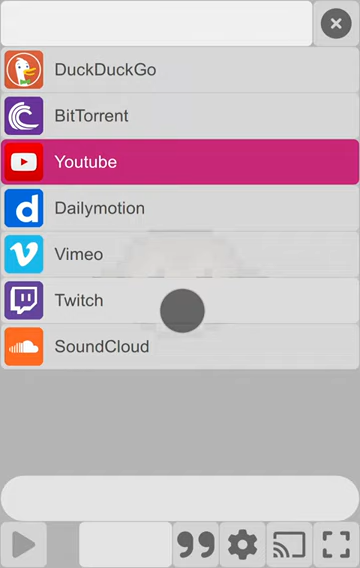 DuckDuckGo
BitTorrent
Youtube
Dailymotion
Vimeo
Twitch
SoundCloud